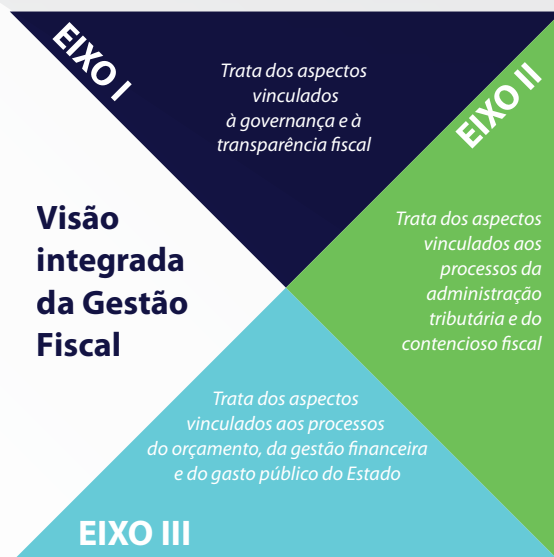 EIXO I
Trata dos aspectos
vinculados
à governança e à
transparência fiscal
EIXO II
Trata dos aspectos
vinculados aos
processos da
administração
tributária e do
contencioso fiscal
Visão
integrada
da Gestão
Fiscal
Trata dos aspectos
vinculados aos processos
do orçamento, da gestão financeira
e do gasto público do Estado
EIXO III